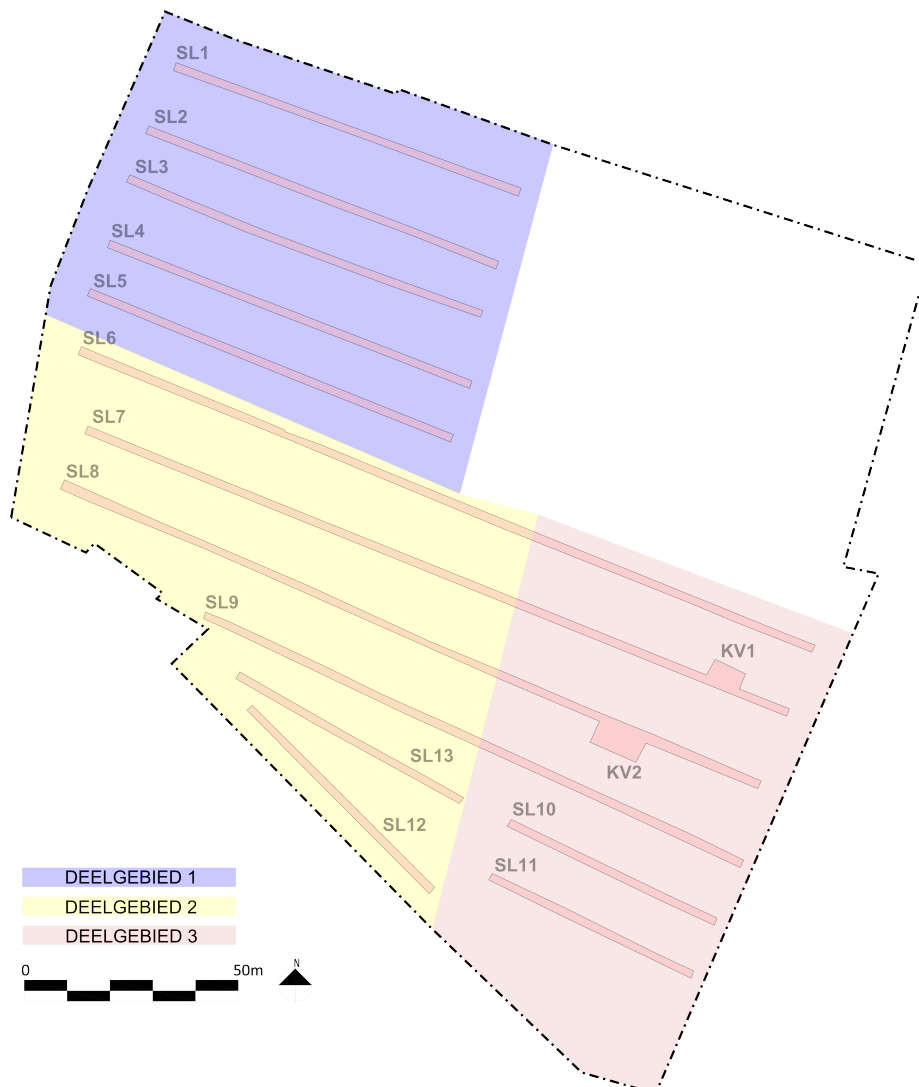 SL1
SL2
SL3
SL4
SL5
SL6
SL7
SL8
SL9
KV1
KV2
SL13
SL10
SL12
SL11
DEELGEBIED 1
DEELGEBIED 2
DEELGEBIED 3
0 50m
N